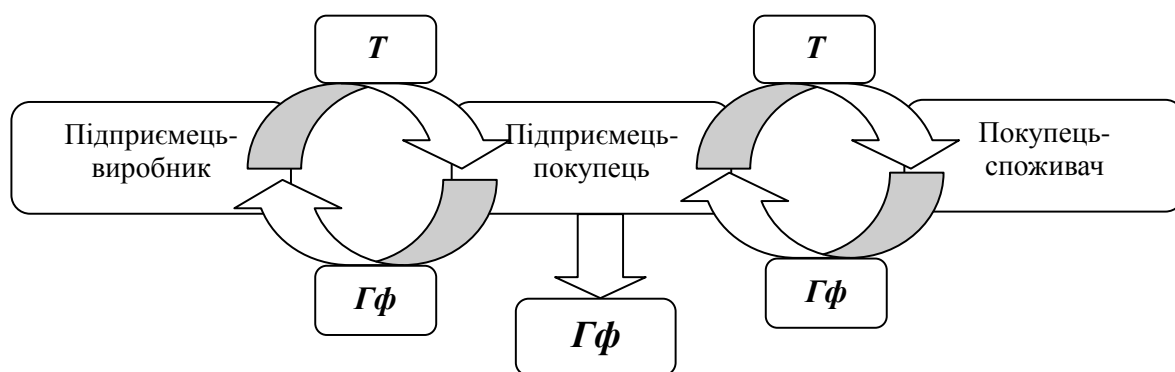 Т
Т
Підприємець-
виробник
Підприємець-
покупець
Покупець-
споживач
Гф
Гф
Гф